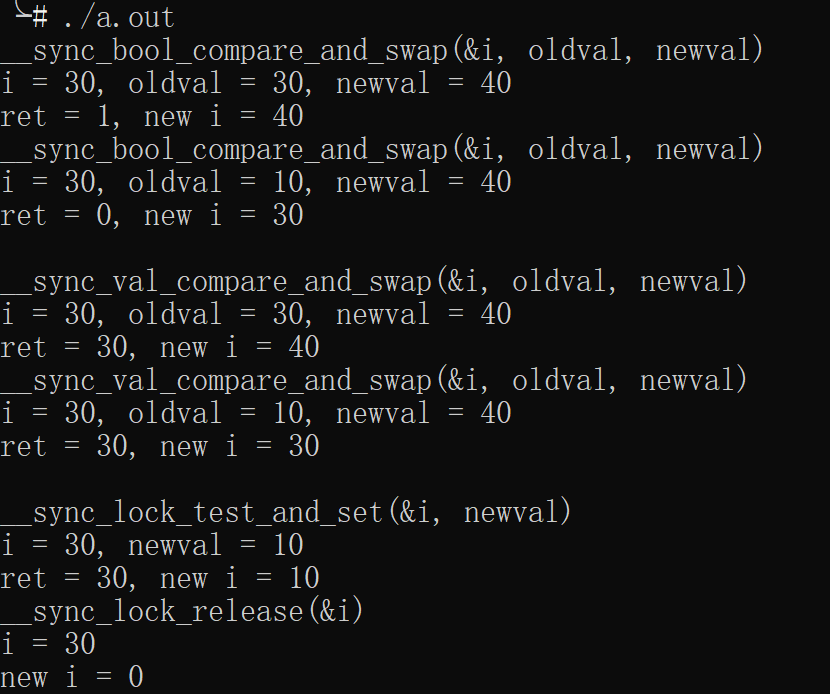 # ./a.out
__sync_bool_compare_and_swap(&i, oldval, newval)
i = 30, oldval = 30, newval = 40
ret = 1, new i = 40
__sync_bool_compare_and_swap(&i, oldval, newval)
i = 30, oldval = 10, newval = 40
ret = 0, new i = 30
__sync_val_compare_and_swap(&i, oldval, newval)
i = 30, oldval = 30, newval = 40
ret = 30, new i = 40
__sync_val_compare_and_swap(&i, oldval, newval)
i = 30, oldval = 10, newval = 40
ret = 30, new i = 30
__sync_lock_test_and_set(&i, newval)
i = 30, newval = 10
ret = 30, new i = 10
__sync_lock_release(&i)
i = 30
new i = 0